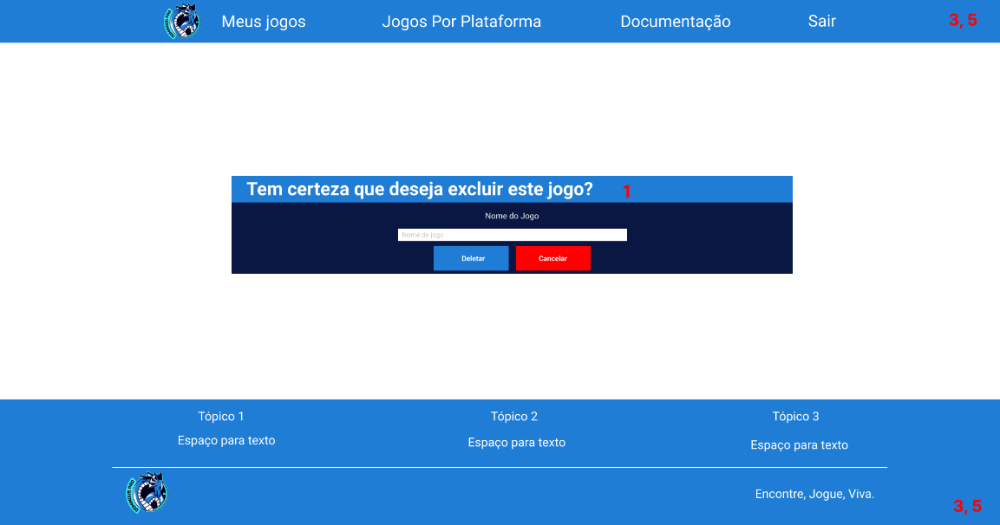 Meus jogos Jogos Por Plataforma Documentação Sair 3, 5
Tem certeza que deseja excluir este jogo? 1
Nome do Jogo
Nome do jogo
Deletar Cancelar
Tópico 1 Tópico 2 Tópico 3
Espaço para texto Espaço para texto Espaço para texto
Encontre, Jogue, Viva.
3, 5